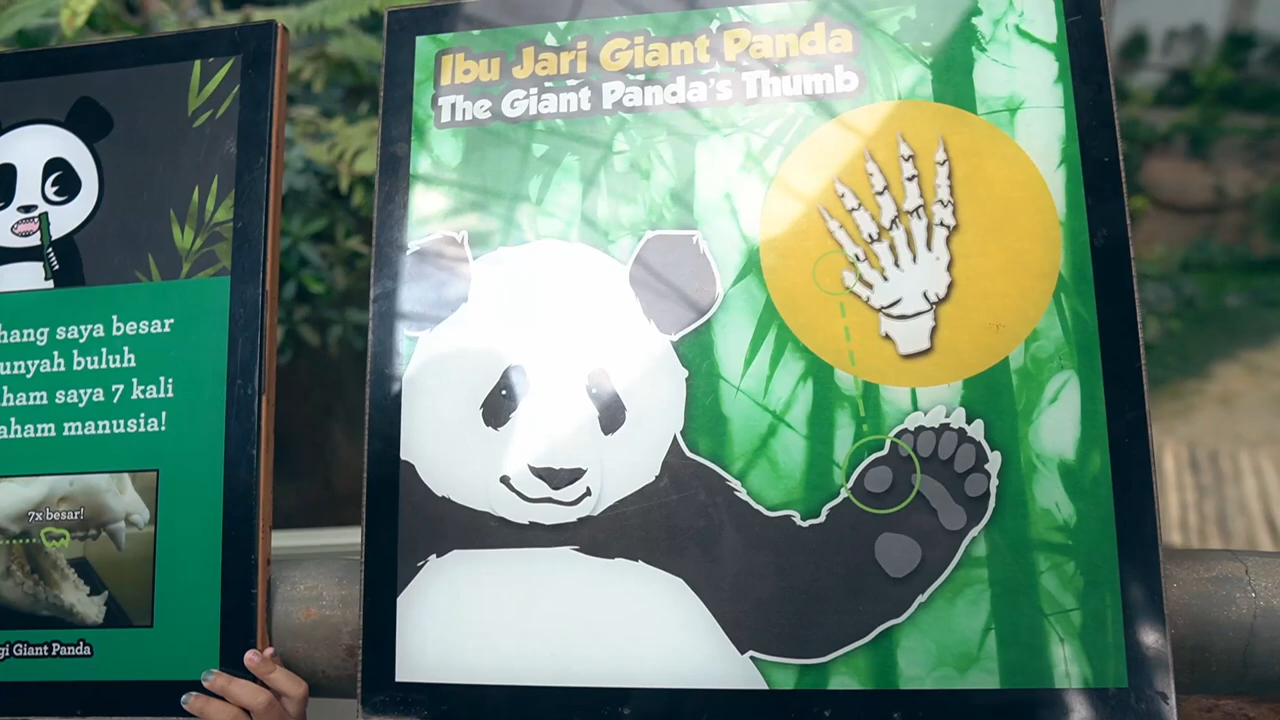 Ibu Jari Giant Panda
The Giant Panda's Thumb
hang saya besar
unyah buluh
ham saya 7 kali
aham manusia!
7x besar!
gi Giant Panda